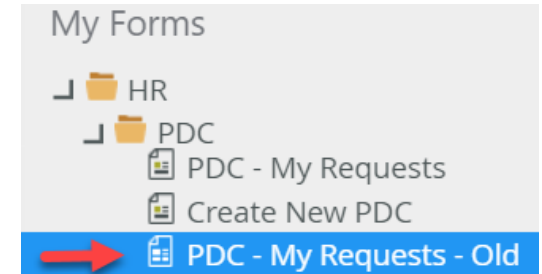 My Forms
HR
PDC
PDC - My Requests
Create New PDC
PDC - My Requests - Old